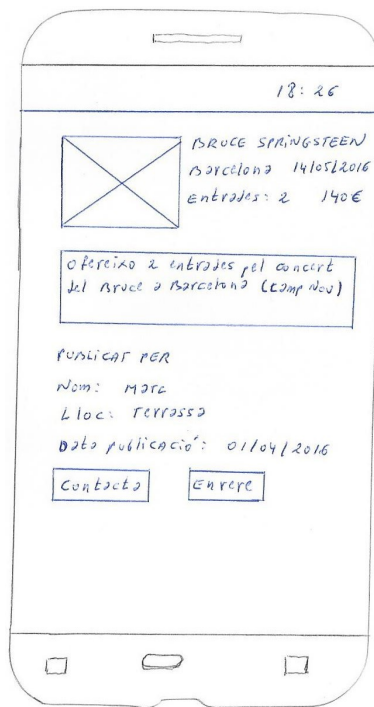 18:26
BRUCE SPRINGSTEEN
Barcelona 14/05/2016
Entrades: 2 140€
Ofereixo 2 entrades pel concert
del Bruce a Barcelona (Camp Nou)
PUBLICAT PER
Nom: Marc
Lloc: Terrassa
Data publicació: 01/04/2016
Contacta
Enrere